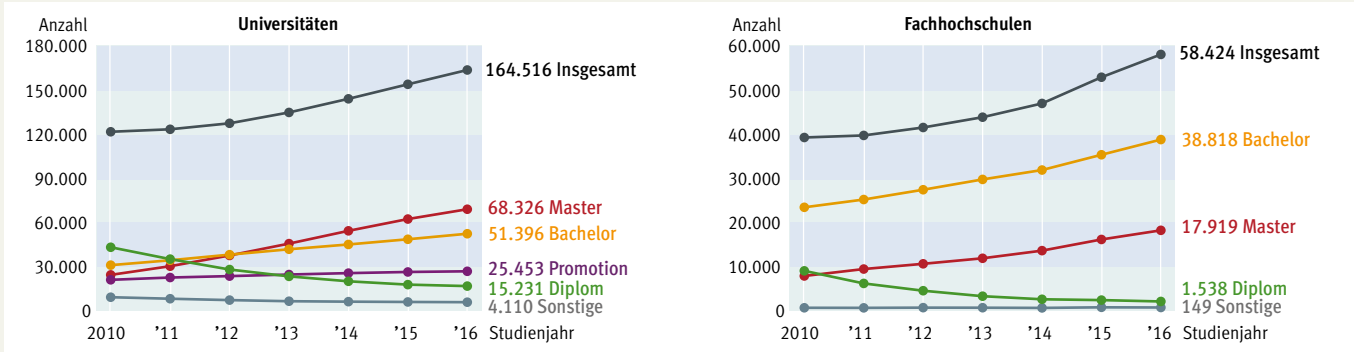 Anzahl
Universitäten
180.000
150.000
120.000
90.000
60.000
30.000
0
164.516 Insgesamt
68.326 Master
51.396 Bachelor
25.453 Promotion
15.231 Diplom
4.110 Sonstige
2010 ’11 ’12 ’13 ’14 ’15 ’16 Studienjahr
Anzahl
Fachhochschulen
60.000
50.000
40.000
30.000
20.000
10.000
0
58.424 Insgesamt
38.818 Bachelor
17.919 Master
1.538 Diplom
149 Sonstige
2010 ’11 ’12 ’13 ’14 ’15 ’16 Studienjahr